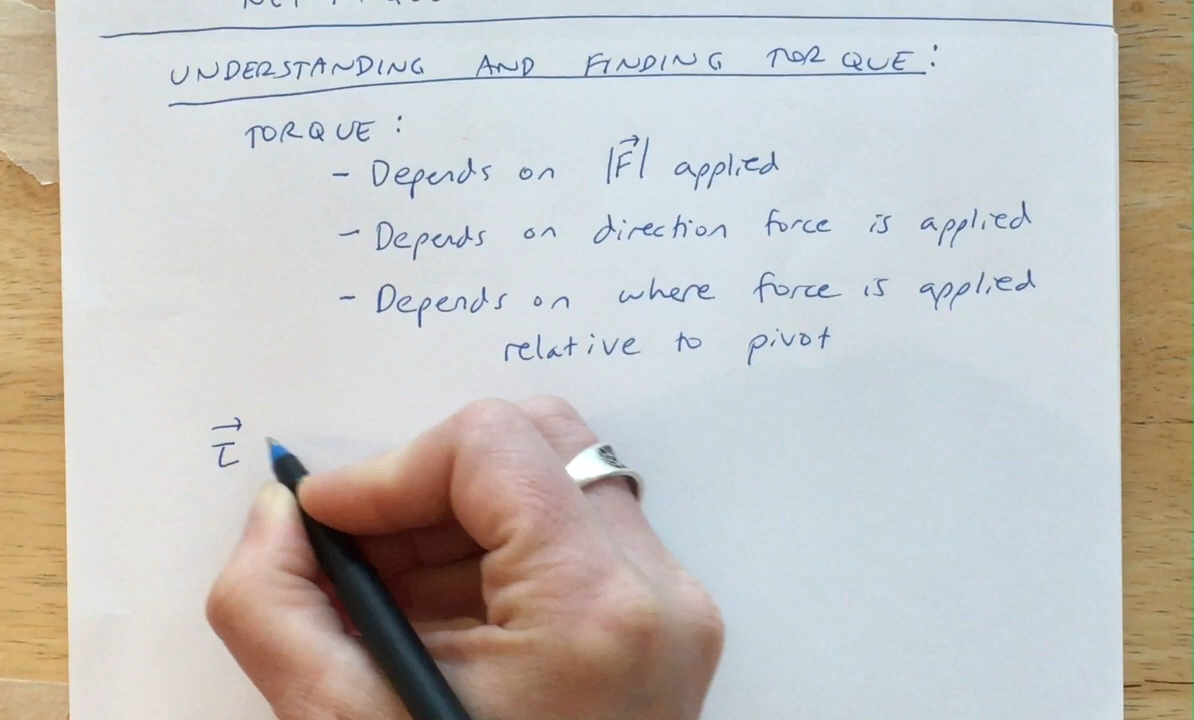 UNDERSTANDING AND FINDING TORQUE:
TORQUE:
- Depends on |F⃗| applied
- Depends on direction force is applied
- Depends on where force is applied
relative to pivot
τ⃗